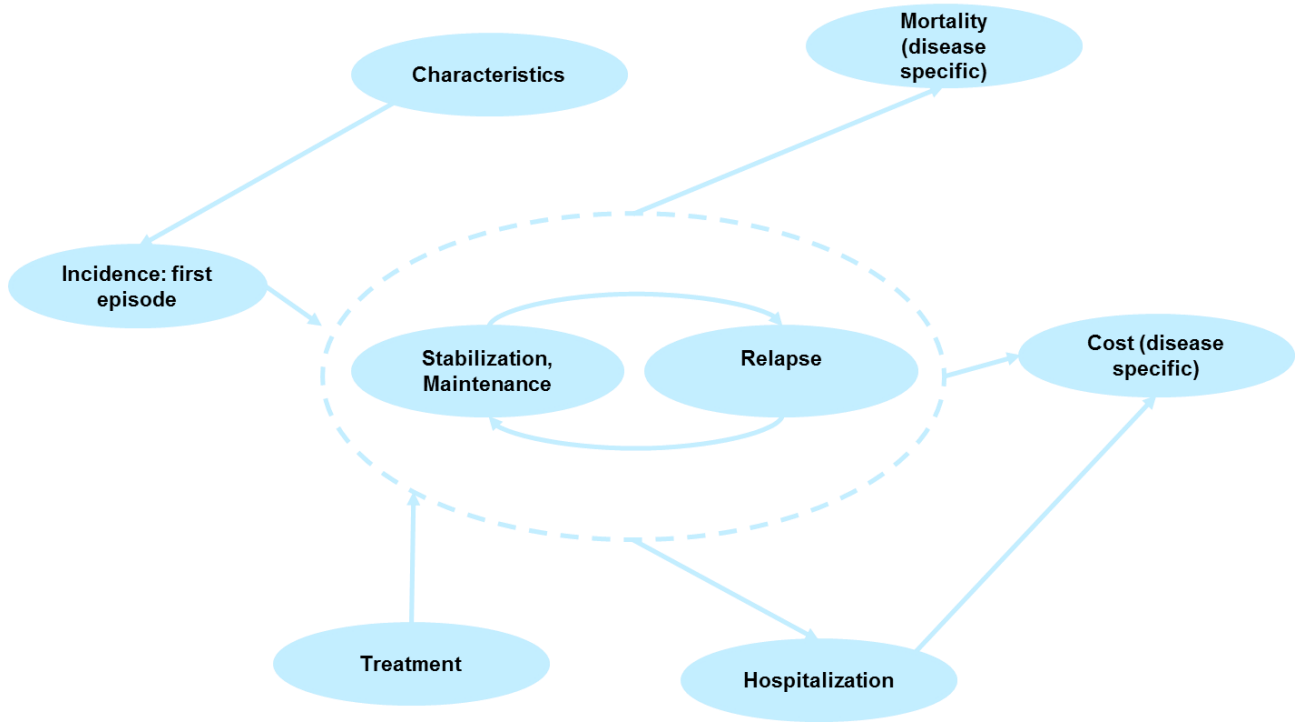 Mortality
(disease
specific)
Characteristics
Incidence: first
episode
Stabilization,
Maintenance
Relapse
Cost (disease
specific)
Treatment
Hospitalization